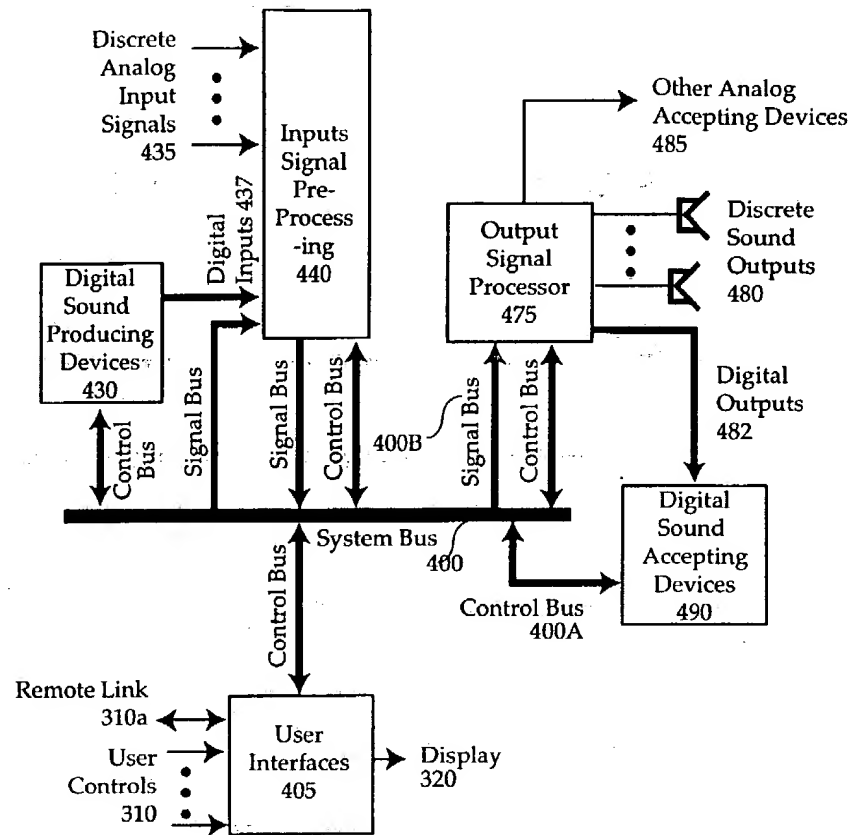 Discrete
Analog
Input
Signals
435
Inputs
Signal
Pre-
Process
-ing
440
Other Analog
Accepting Devices
485
Digital
Inputs 437
Output
Signal
Processor
475
Discrete
Sound
Outputs
480
Digital
Sound
Producing
Devices
430
Control
Bus
Signal Bus
Signal Bus
Control Bus
400B
Signal Bus
Control Bus
Digital
Outputs
482
System Bus
400
Digital
Sound
Accepting
Devices
490
Control Bus
Control Bus
400A
Remote Link
310a
User
Controls
310
User
Interfaces
405
Display
320